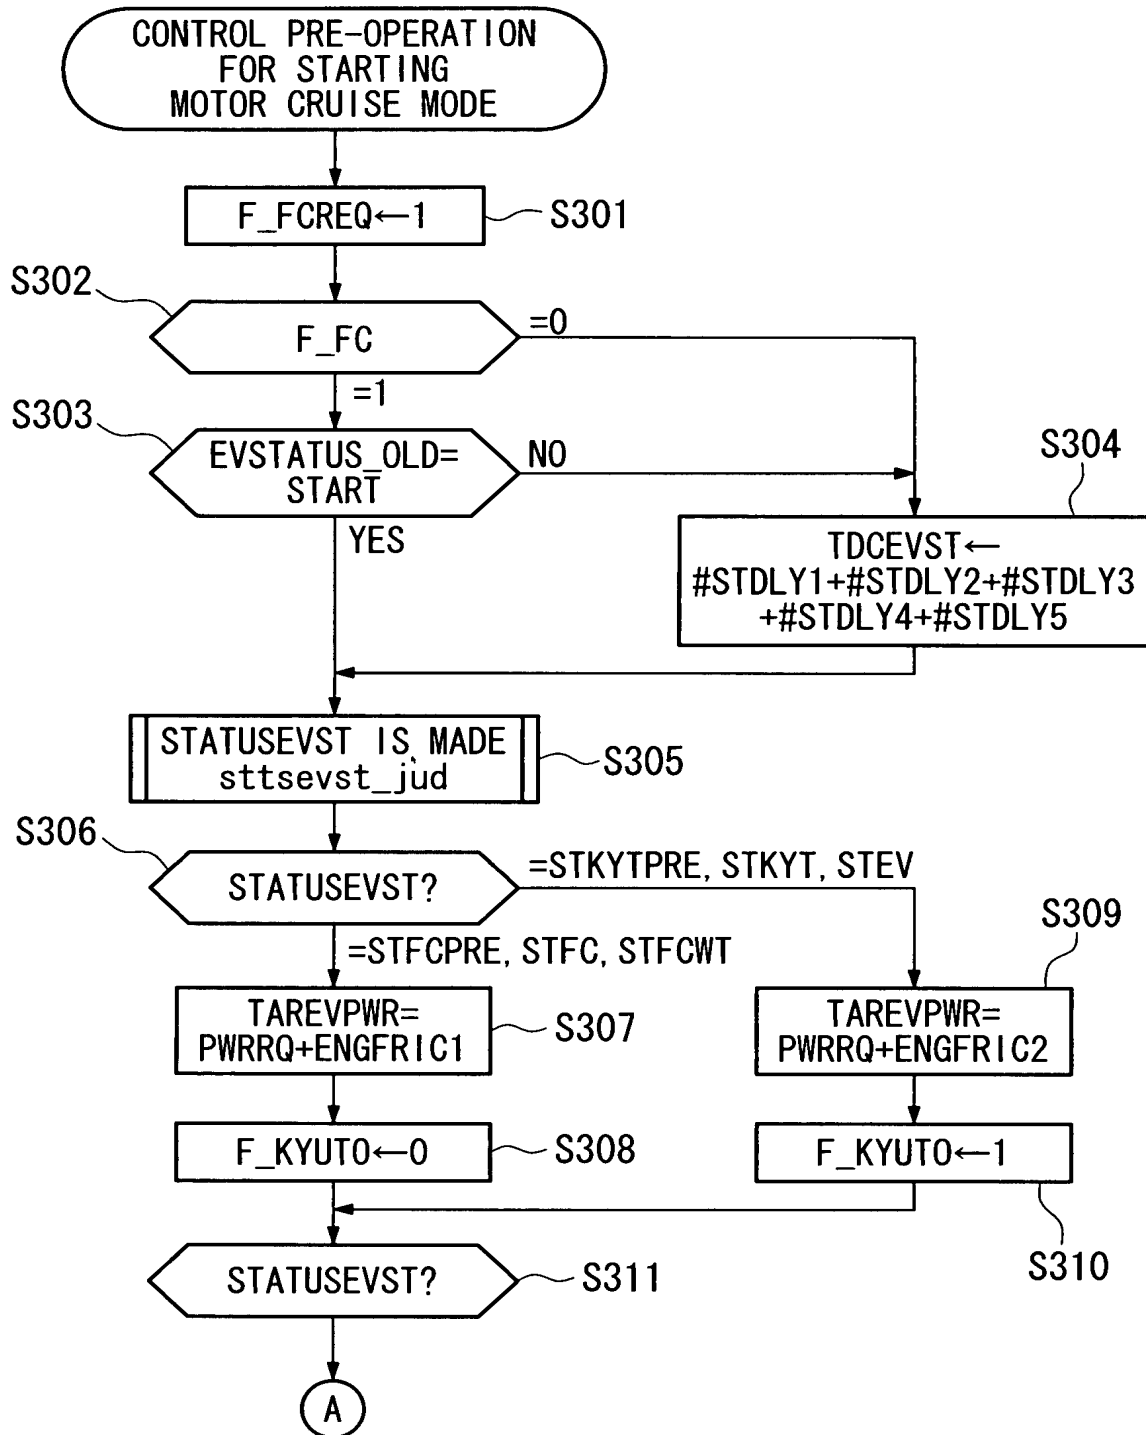 CONTROL PRE-OPERATION
FOR STARTING
MOTOR CRUISE MODE
F_FCREQ←1
S301
S302
F_FC
=0
=1
S303
EVSTATUS_OLD=
START
NO
YES
S304
TDCEVST←
#STDLY1+#STDLY2+#STDLY3
+#STDLY4+#STDLY5
STATUSEVST IS MADE
sttsevst_jud
S305
S306
STATUSEVST?
=STKYTPRE, STKYT, STEV
=STFCPRE, STFC, STFCWT
TAREVPWR=
PWRRQ+ENGFRIC1
S307
S309
TAREVPWR=
PWRRQ+ENGFRIC2
F_KYUTO←0
S308
F_KYUTO←1
S310
STATUSEVST?
S311
A